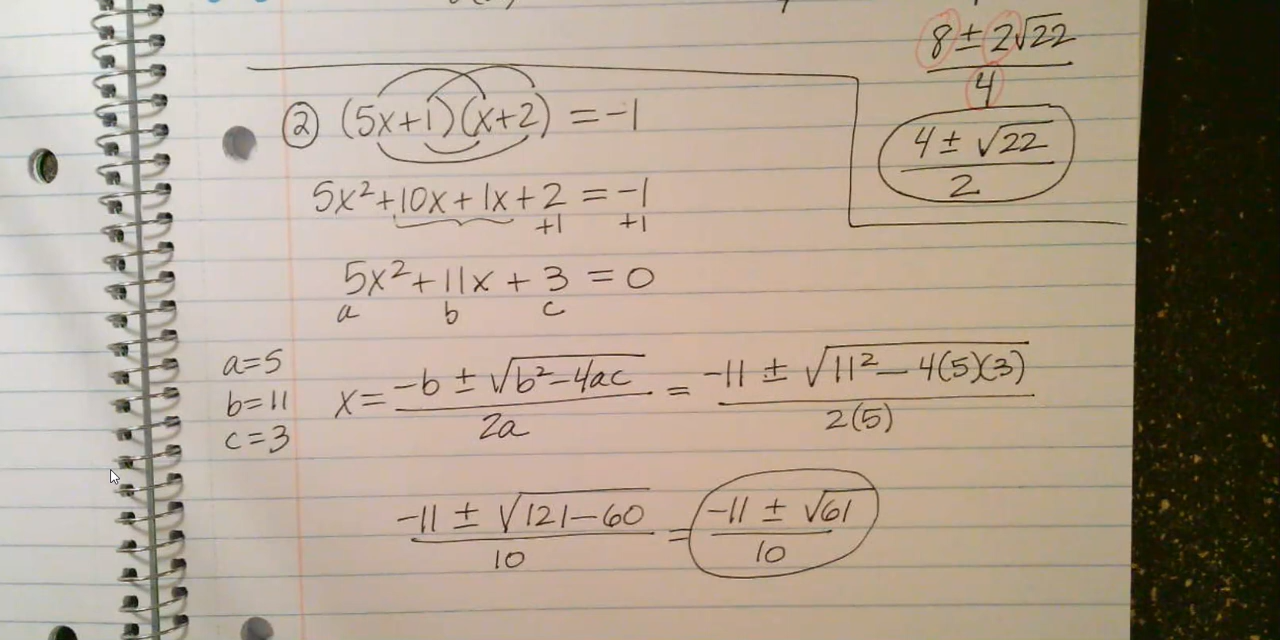 8 ± 2√22
4
4 ± √22
2
② (5x+1)(x+2) = -1
5x² + 10x + 1x + 2 = -1
+1 +1
5x² + 11x + 3 = 0
a b c
a=5
b=11
c=3
x = -b ± √b²-4ac / 2a = -11 ± √11² - 4(5)(3) / 2(5)
-11 ± √121-60 / 10 = -11 ± √61 / 10